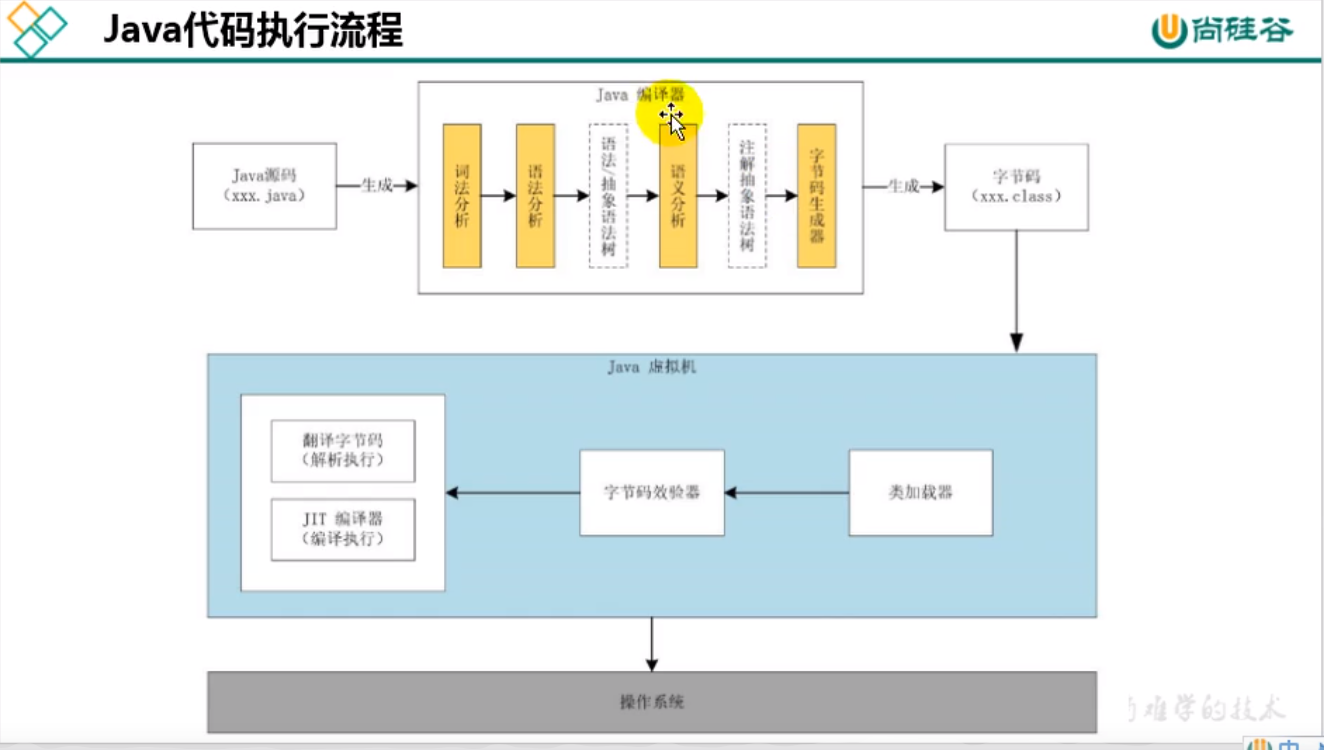 Java代码执行流程
尚硅谷
Java 编译器
Java源码
（xxx.java）
生成
词法分析
语法分析
语法/抽象语法树
语义分析
注解抽象语法树
字节码生成器
生成
字节码
（xxx.class）
Java 虚拟机
翻译字节码
（解析执行）
JIT 编译器
（编译执行）
字节码效验器
类加载器
操作系统
难学的技术
中